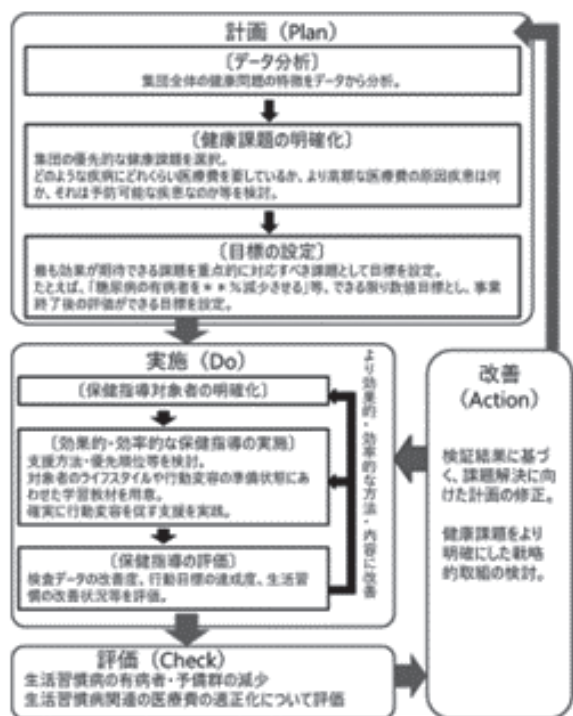 計画（Plan）
〔データ分析〕
集団全体の健康問題の特徴をデータから分析。
〔健康課題の明確化〕
集団の優先的な健康課題を選択。
どのような疾病にどれくらい医療費を要しているか、より高額な医療費の原因疾患は何
か、それは予防可能な疾患なのか等を検討。
〔目標の設定〕
最も効果が期待できる課題を重点的に対応すべき課題として目標を設定。
たとえば、「糖尿病の有病者を＊＊％減少させる」等、できる限り数値目標とし、事業
終了後の評価ができる目標を設定。
実施（Do）
〔保健指導対象者の明確化〕
〔効果的・効率的な保健指導の実施〕
支援方法・優先順位等を検討。
対象者のライフスタイルや行動変容の準備状態に
あわせた学習教材を用意。
確実に行動変容を促す支援を実践。
〔保健指導の評価〕
検査データの改善度、行動目標の達成度、生活習
慣の改善状況等を評価。
より効果的・効率的な方法・内容に改善
改善
（Action）
検証結果に基づ
く、課題解決に向
けた計画の修正。
健康課題をより
明確にした戦略
的取組の検討。
評価（Check）
生活習慣病の有病者・予備群の減少
生活習慣病関連の医療費の適正化について評価